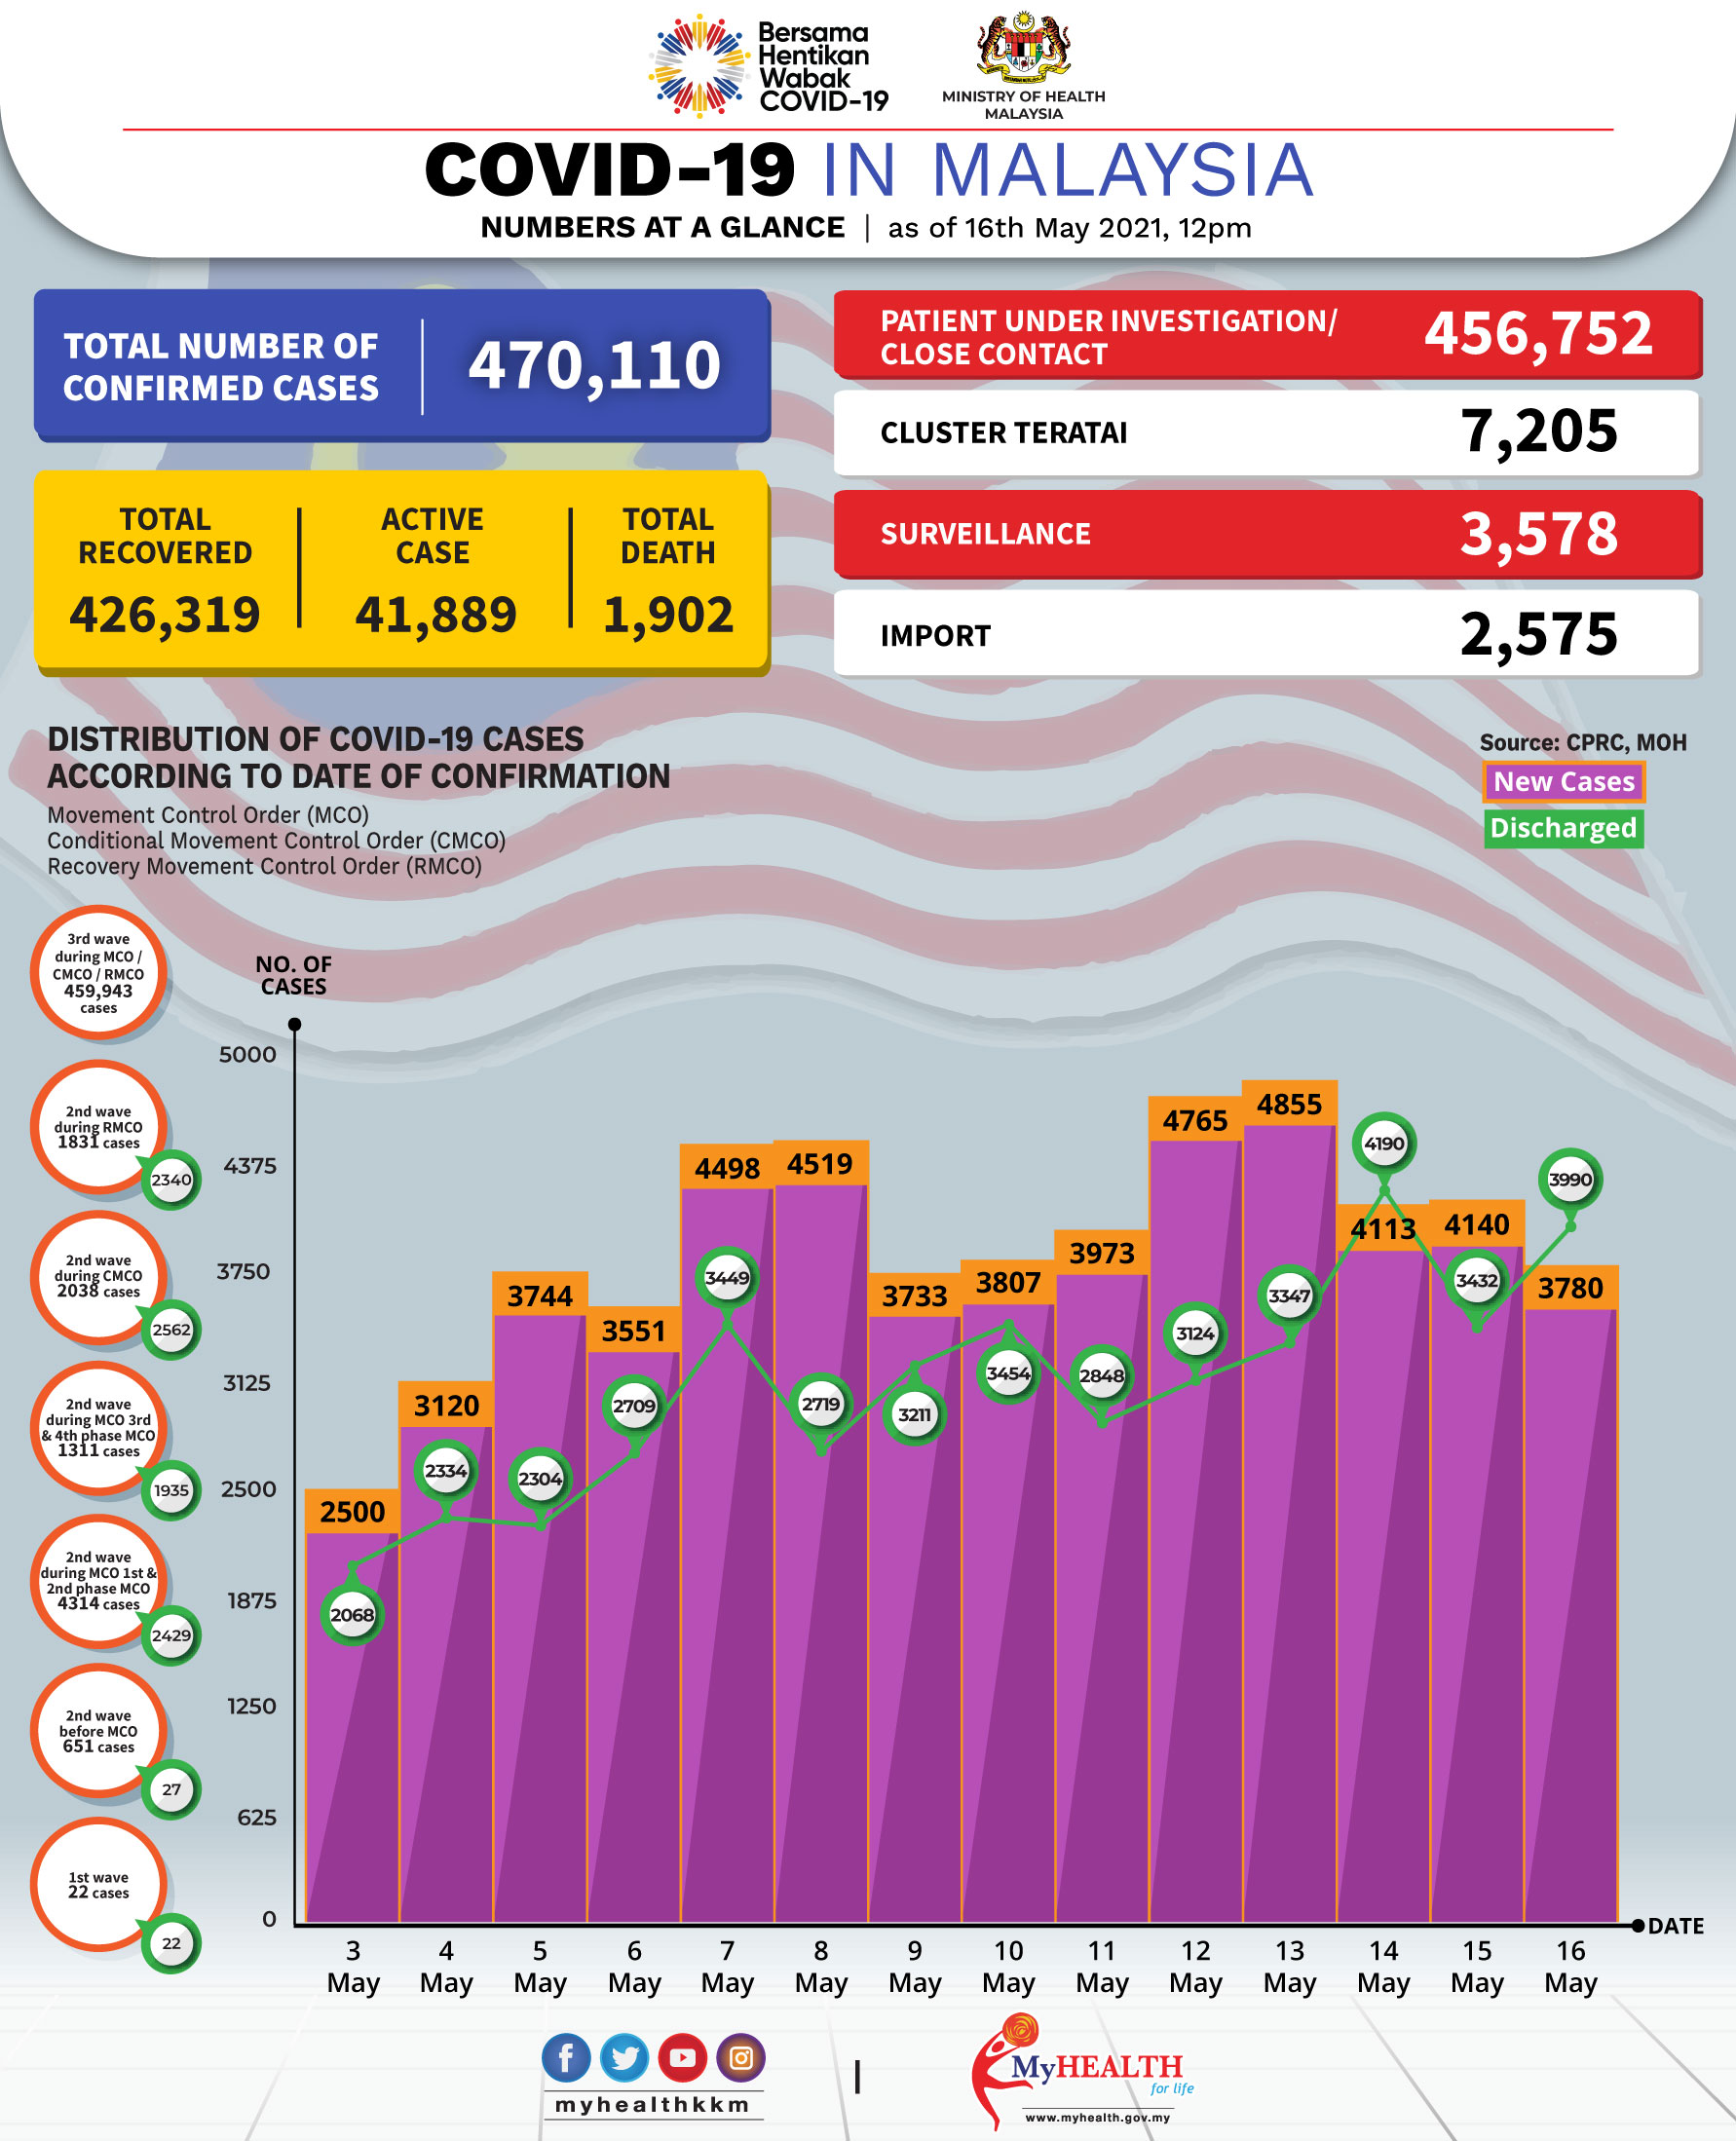 Bersama
Hentikan
Wabak
COVID-19
MINISTRY OF HEALTH
MALAYSIA
COVID-19 IN MALAYSIA
NUMBERS AT A GLANCE | as of 16th May 2021, 12pm
TOTAL NUMBER OF
CONFIRMED CASES
470,110
TOTAL
RECOVERED
426,319
ACTIVE
CASE
41,889
TOTAL
DEATH
1,902
PATIENT UNDER INVESTIGATION/
CLOSE CONTACT
456,752
CLUSTER TERATAI
7,205
SURVEILLANCE
3,578
IMPORT
2,575
DISTRIBUTION OF COVID-19 CASES
ACCORDING TO DATE OF CONFIRMATION
Movement Control Order (MCO)
Conditional Movement Control Order (CMCO)
Recovery Movement Control Order (RMCO)
Source: CPRC, MOH
New Cases
Discharged
3rd wave
during MCO /
CMCO / RMCO
459,943
cases
2nd wave
during RMCO
1831 cases
2340
2nd wave
during CMCO
2038 cases
2562
2nd wave
during MCO 3rd
& 4th phase MCO
1311 cases
1935
2nd wave
during MCO 1st &
2nd phase MCO
4314 cases
2429
2nd wave
before MCO
651 cases
27
1st wave
22 cases
22
NO. OF
CASES
5000
4375
3750
3125
2500
1875
1250
625
0
2500
3120
3744
3551
4498
4519
3733
3807
3973
4765
4855
4113
4140
3780
2068
2334
2304
2709
3449
2719
3211
3454
2848
3124
3347
4190
3432
3990
DATE
3
May
4
May
5
May
6
May
7
May
8
May
9
May
10
May
11
May
12
May
13
May
14
May
15
May
16
May
myhealthkkm
MyHEALTH
for life
www.myhealth.gov.my